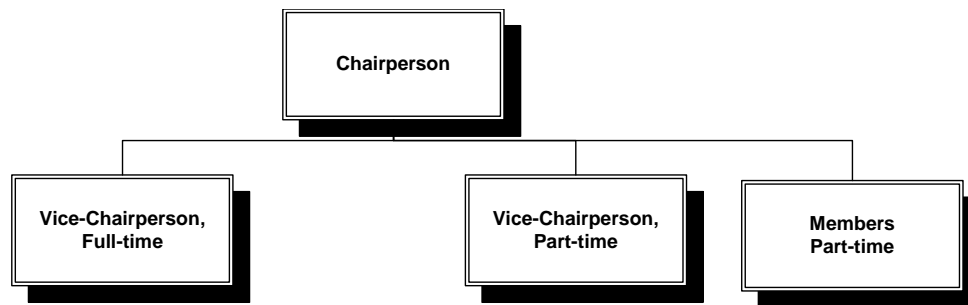 Chairperson
Vice-Chairperson,
Full-time
Vice-Chairperson,
Part-time
Members
Part-time